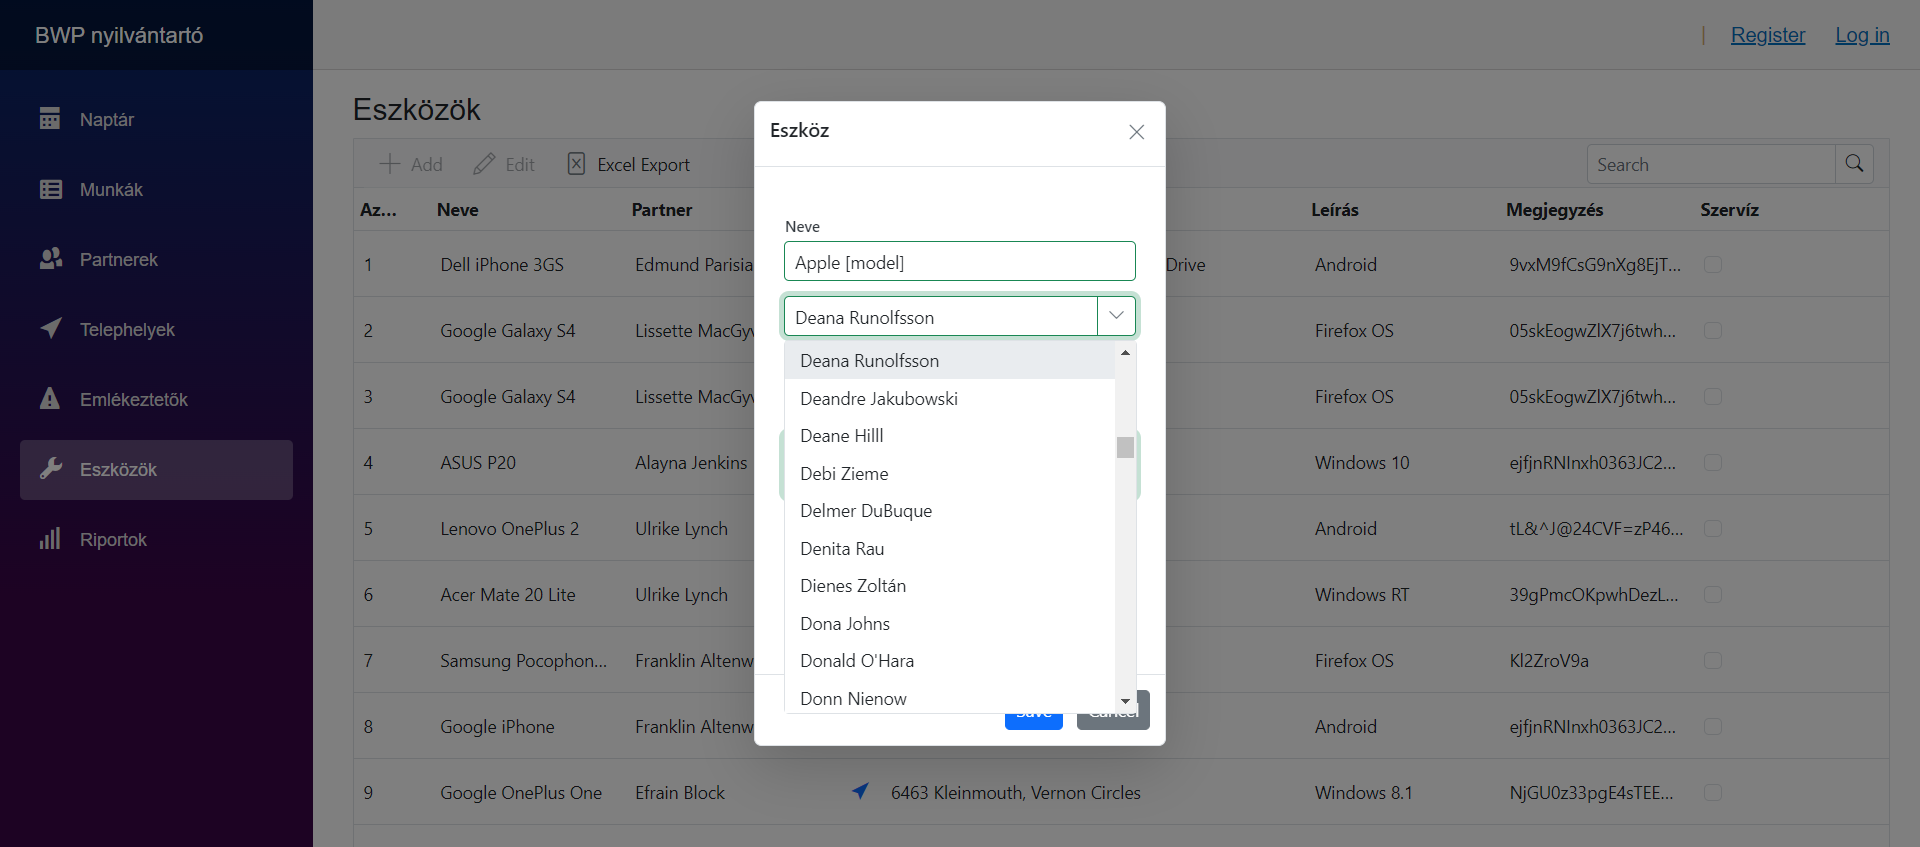 BWP nyilvántartó
Register
Log in
Naptár
Munkák
Partnerek
Telephelyek
Emlékeztetők
Eszközök
Riportok
Eszközök
Add
Edit
Excel Export
Search
Az...
Neve
Partner
Leírás
Megjegyzés
Szervíz
1 Dell iPhone 3GS Edmund Parisia Drive Android 9vxM9fCsG9nXg8EjT...
2 Google Galaxy S4 Lissette MacGyv Firefox OS 05skEogwZlX7j6twh...
3 Google Galaxy S4 Lissette MacGyv Firefox OS 05skEogwZlX7j6twh...
4 ASUS P20 Alayna Jenkins Windows 10 ejfjnRNInxh0363JC2...
5 Lenovo OnePlus 2 Ulrike Lynch Android tL&^J@24CVF=zP46...
6 Acer Mate 20 Lite Ulrike Lynch Windows RT 39gPmcOKpwhDezL...
7 Samsung Pocophon... Franklin Altenw Firefox OS Kl2ZroV9a
8 Google iPhone Franklin Altenw Android ejfjnRNInxh0363JC2...
9 Google OnePlus One Efrain Block 6463 Kleinmouth, Vernon Circles Windows 8.1 NjGU0z33pgE4sTEE...
Eszköz
Neve
Apple [model]
Deana Runolfsson
Deana Runolfsson
Deandre Jakubowski
Deane Hilll
Debi Zieme
Delmer DuBuque
Denita Rau
Dienes Zoltán
Dona Johns
Donald O'Hara
Donn Nienow
Save
Cancel